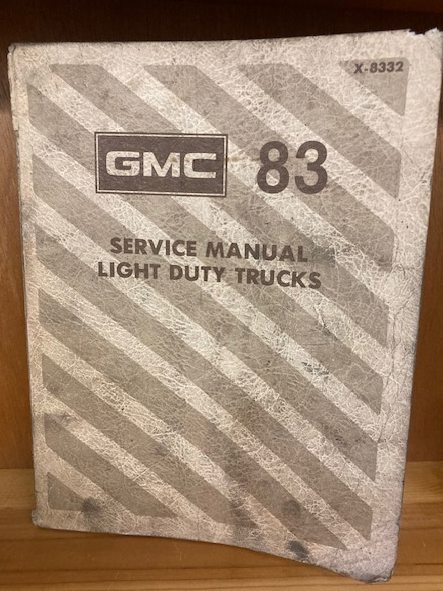 X-8332
GMC 83
SERVICE MANUAL
LIGHT DUTY TRUCKS